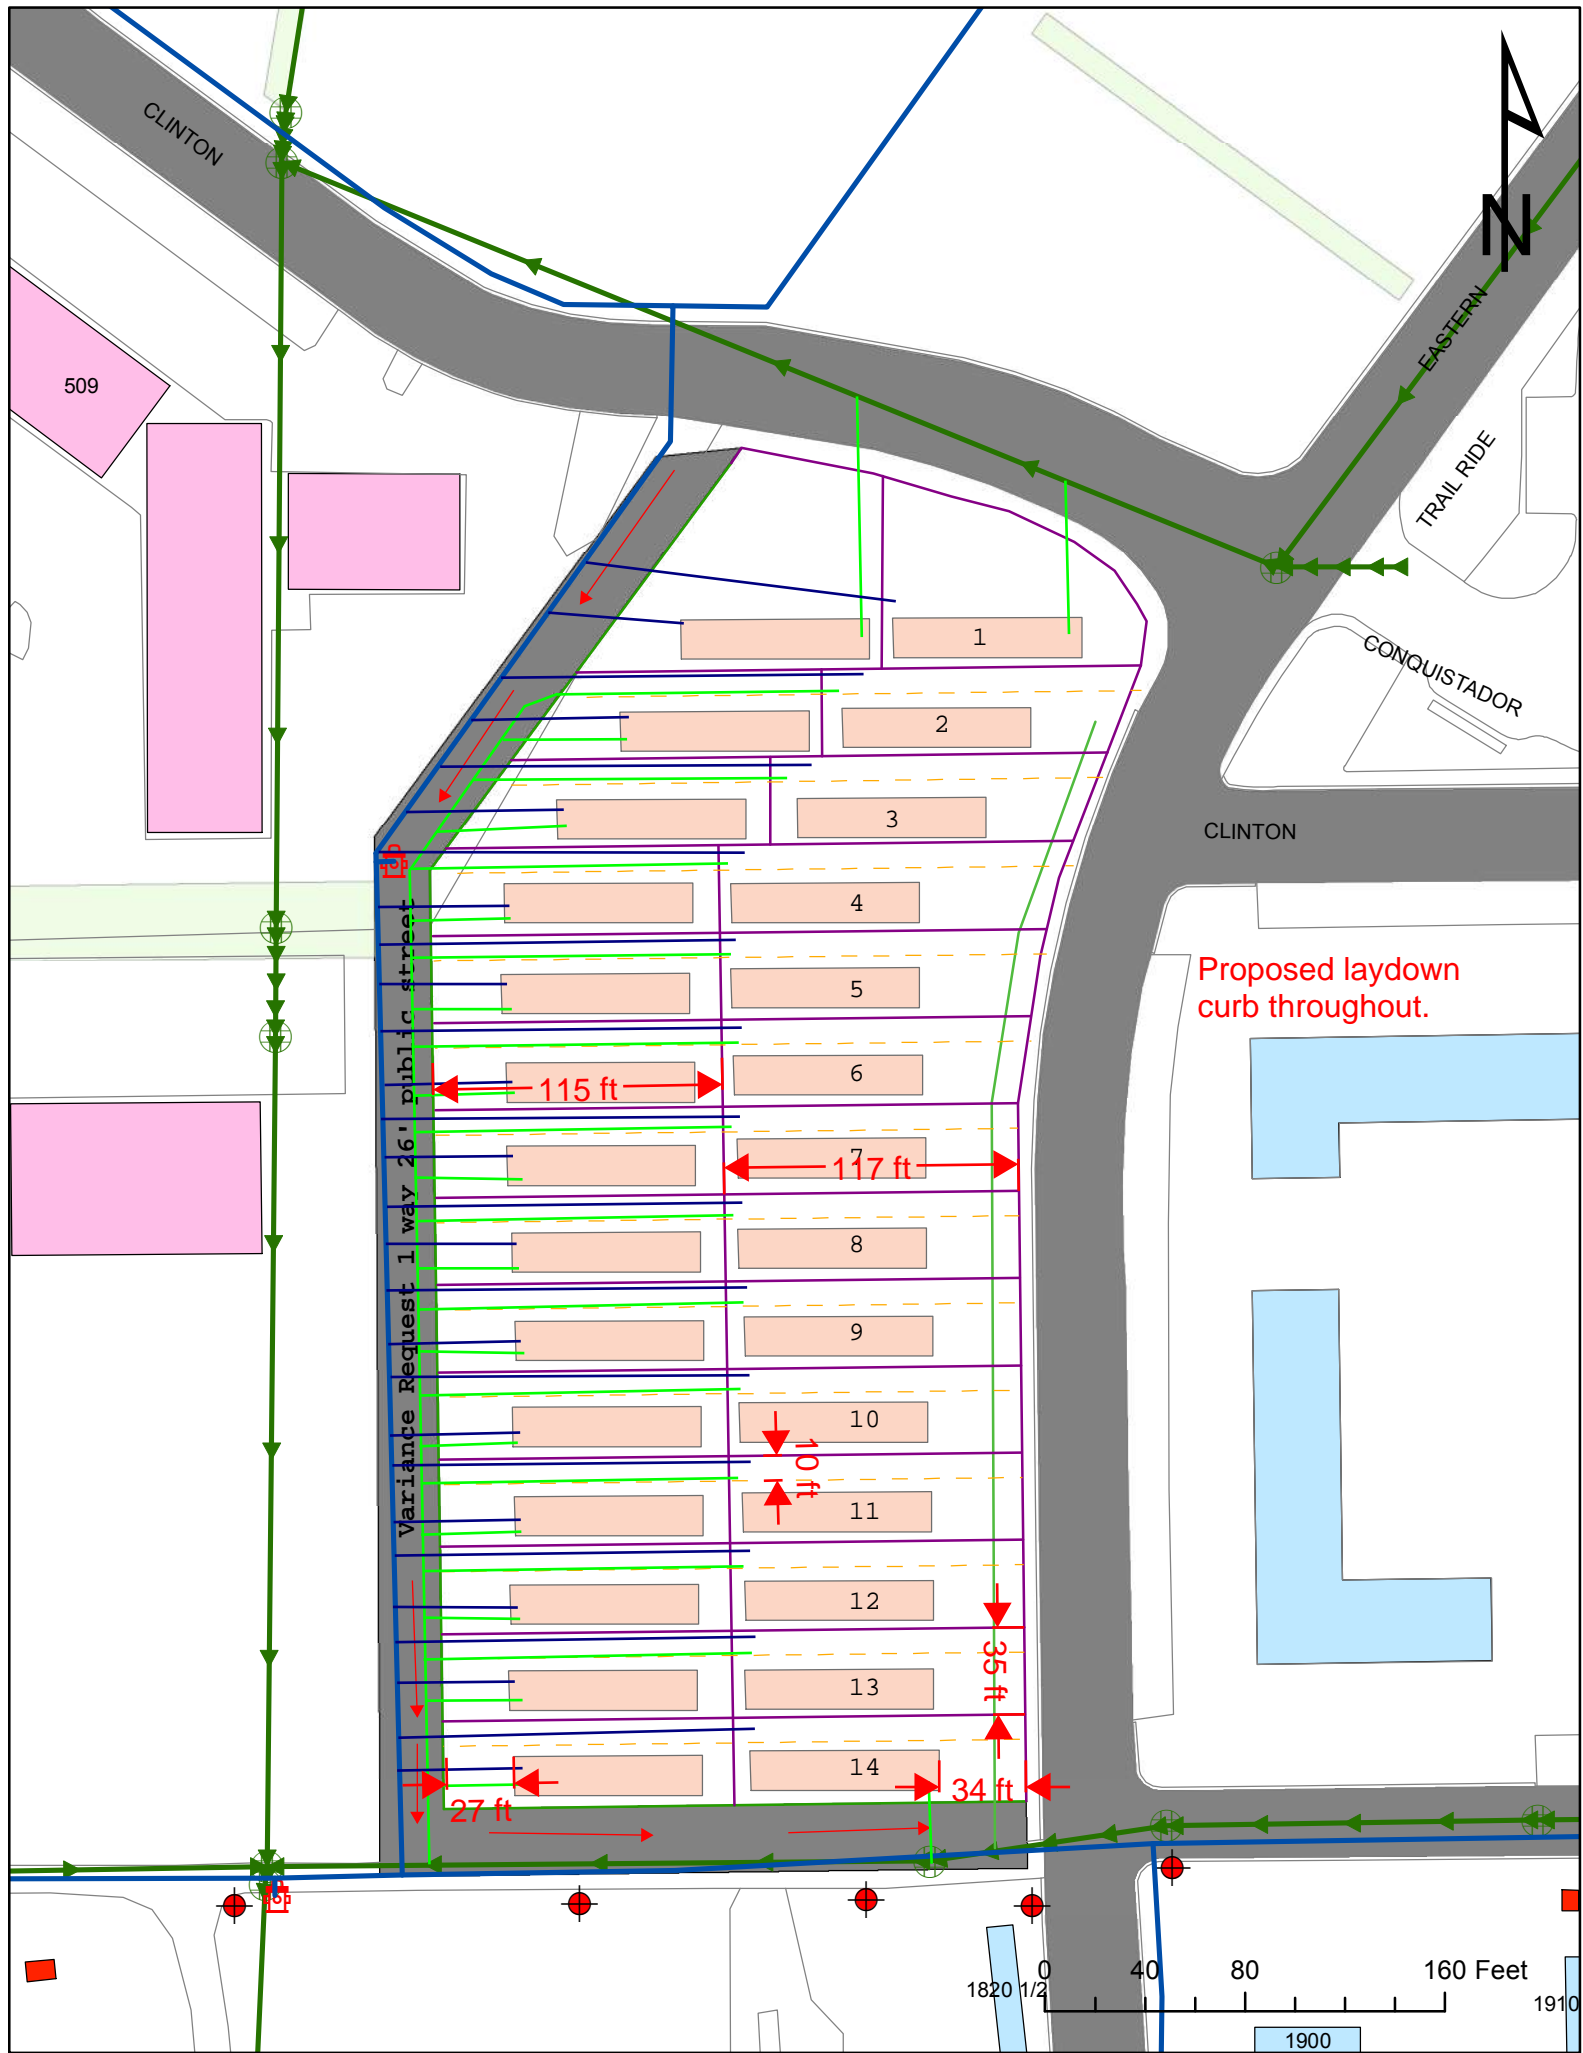 CLINTON
N
EASTERN
509
TRAIL RIDE
1
CONQUISTADOR
2
3
CLINTON
4
Proposed laydown
curb throughout.
5
6
115 ft
7
117 ft
8
Variance Request 1 way 26' public street
9
10
10 ft
11
12
35 ft
13
14
34 ft
27 ft
0 40 80 160 Feet
1820 1/2
1910
1900